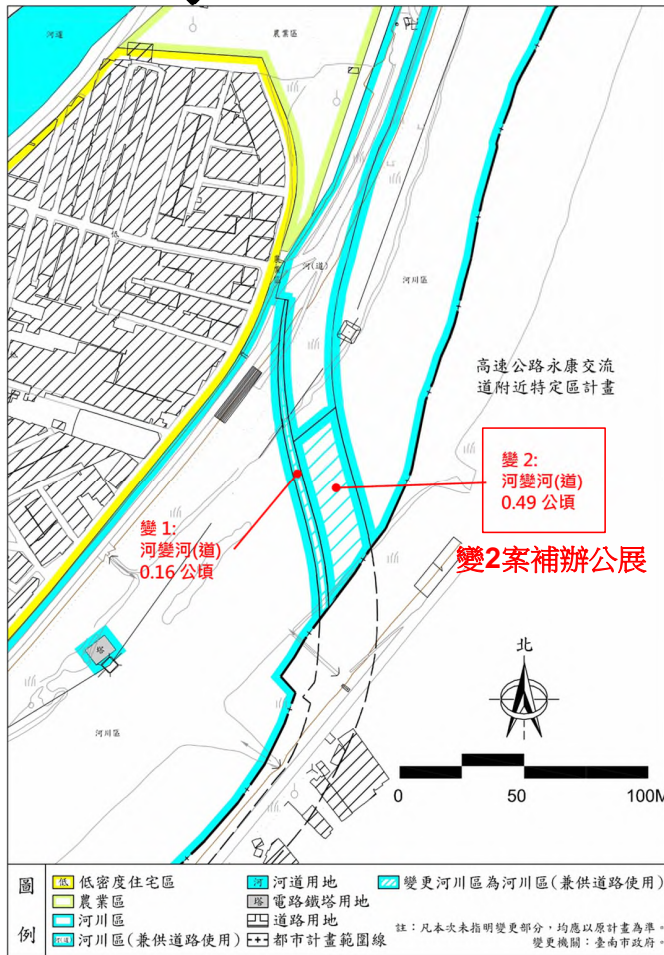 河道
農業區
低
農業區
河(道)
河川區
高速公路永康交流
道附近特定區計畫
變 2:
河變河(道)
0.49 公頃
變 1:
河變河(道)
0.16 公頃
變2案補辦公展
塔
河川區
北
0 50 100M
圖例
低 低密度住宅區
農業區
河川區
河(道) 河川區(兼供道路使用)
河 河道用地
塔 電路鐵塔用地
道路用地
都市計畫範圍線
變更河川區為河川區(兼供道路使用)
註：凡本次未指明變更部分，均應以原計畫為準。
變更機關：臺南市政府。